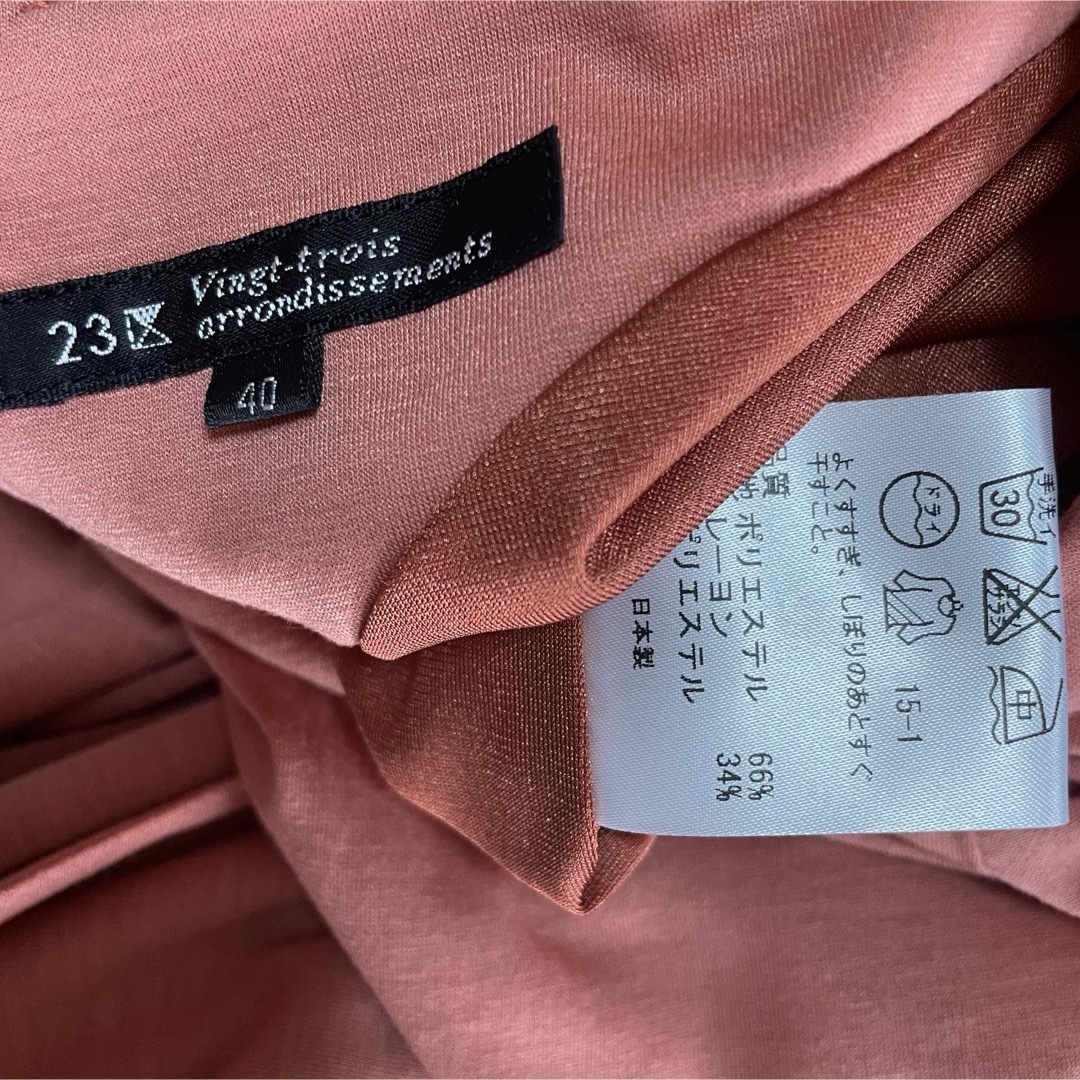 23区
Vingt-trois
arrondissements
40
手洗イ
30
エンソ
サラシ
中
ドライ
15-1
よくすすぎ、しぼりのあとすぐ
干すこと。
品質
ポリエステル 66%
レーヨン 34%
ポリエステル
日本製